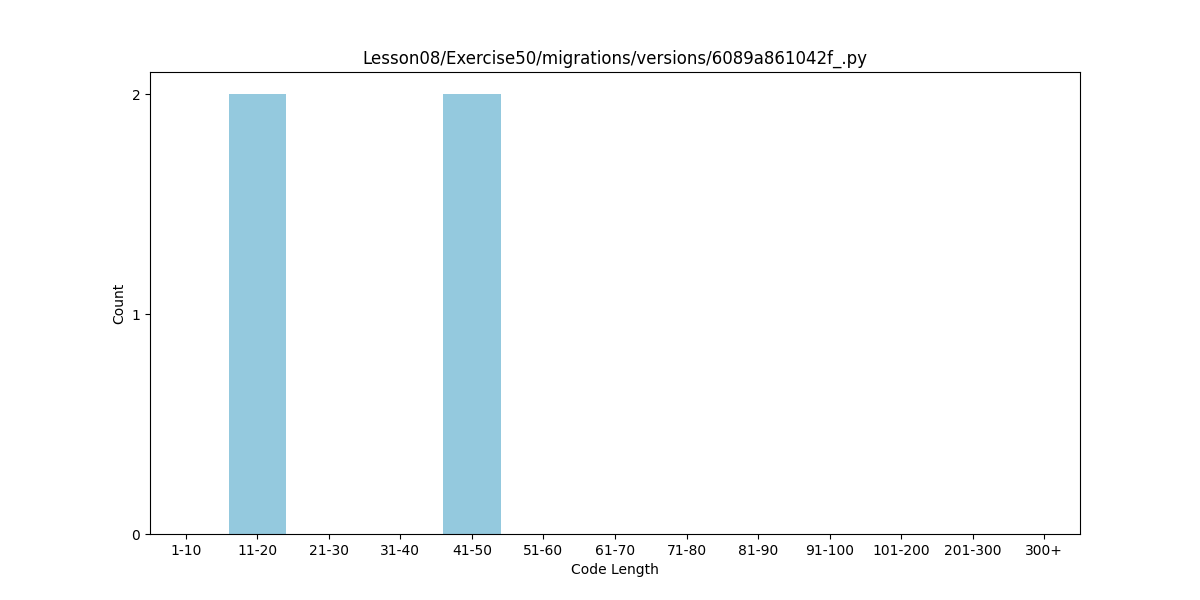 Lesson08/Exercise50/migrations/versions/6089a861042f_.py
2
1
0
Count
1-10 11-20 21-30 31-40 41-50 51-60 61-70 71-80 81-90 91-100 101-200 201-300 300+
Code Length